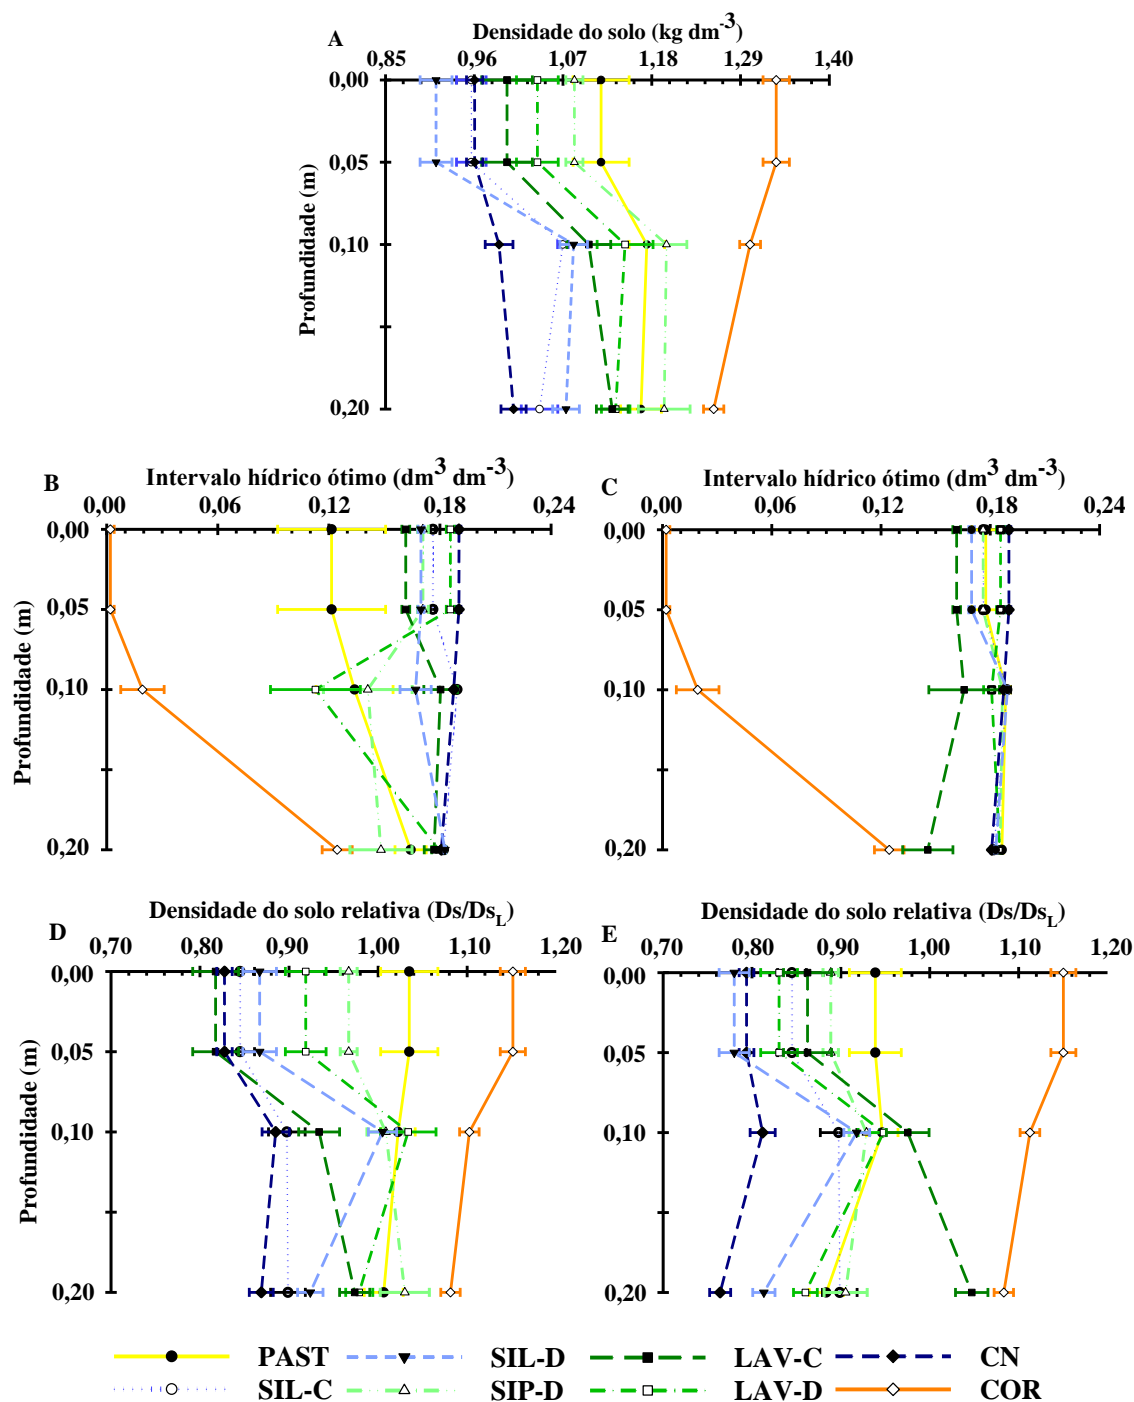 A
Densidade do solo (kg dm-3)
0,85 0,96 1,07 1,18 1,29 1,40
0,00
0,05
0,10
0,20
Profundidade (m)
B
Intervalo hídrico ótimo (dm3 dm-3)
0,00 0,06 0,12 0,18 0,24
0,00
0,05
0,10
0,20
Profundidade (m)
C
Intervalo hídrico ótimo (dm3 dm-3)
0,00 0,06 0,12 0,18 0,24
0,00
0,05
0,10
0,20
D
Densidade do solo relativa (Ds/DsL)
0,70 0,80 0,90 1,00 1,10 1,20
0,00
0,05
0,10
0,20
Profundidade (m)
E
Densidade do solo relativa (Ds/DsL)
0,70 0,80 0,90 1,00 1,10 1,20
0,00
0,05
0,10
0,20
PAST SIL-D LAV-C CN
SIL-C SIP-D LAV-D COR